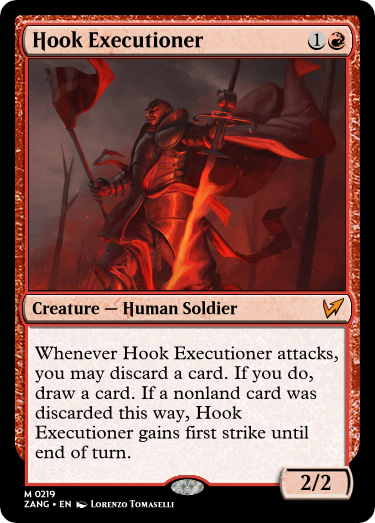 Hook Executioner 1
Creature — Human Soldier
Whenever Hook Executioner attacks,
you may discard a card. If you do,
draw a card. If a nonland card was
discarded this way, Hook
Executioner gains first strike until
end of turn.
2/2
M 0219
ZANG • EN Lorenzo Tomaselli